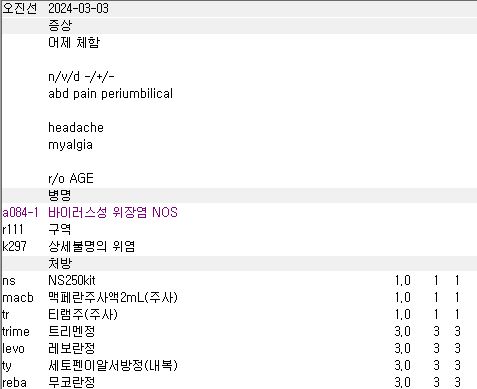 오진선 2024-03-03
증상
어제 체함
n/v/d -/+/-
abd pain periumbilical
headache
myalgia
r/o AGE
병명
a084-1 바이러스성 위장염 NOS
r111 구역
k297 상세불명의 위염
처방
ns NS250kit 1.0 1 1
macb 맥페란주사액2mL(주사) 1.0 1 1
tr 티램주(주사) 1.0 1 1
trime 트리멘정 3.0 3 3
levo 레보란정 3.0 3 3
ty 세토펜이알서방정(내복) 3.0 3 3
reba 무코란정 3.0 3 3